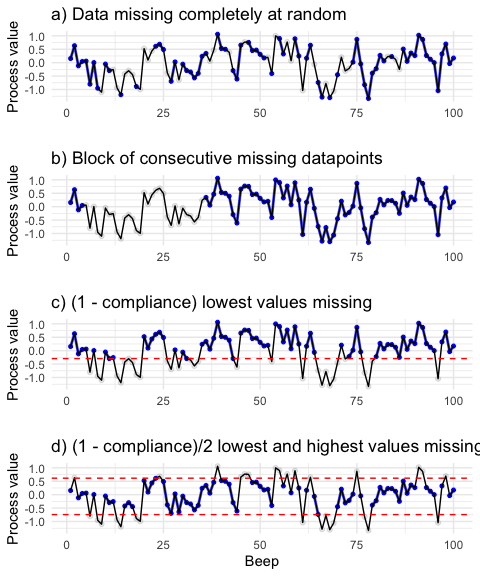 a) Data missing completely at random
Process value
1.0
0.5
0.0
-0.5
-1.0
0 25 50 75 100
b) Block of consecutive missing datapoints
Process value
1.0
0.5
0.0
-0.5
-1.0
0 25 50 75 100
c) (1 - compliance) lowest values missing
Process value
1.0
0.5
0.0
-0.5
-1.0
0 25 50 75 100
d) (1 - compliance)/2 lowest and highest values missing
Process value
1.0
0.5
0.0
-0.5
-1.0
0 25 50 75 100
Beep